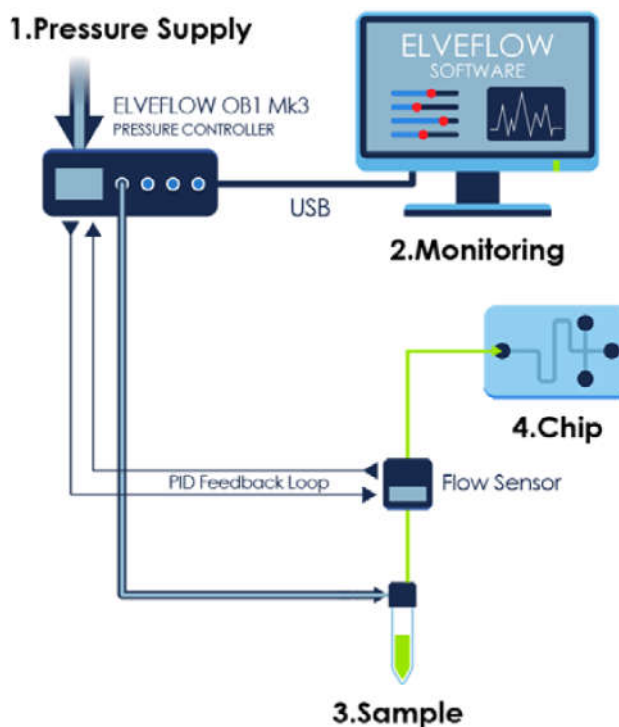 1.Pressure Supply
ELVEFLOW
SOFTWARE
ELVEFLOW OB1 Mk3
PRESSURE CONTROLLER
USB
2.Monitoring
4.Chip
PID Feedback Loop
Flow Sensor
3.Sample